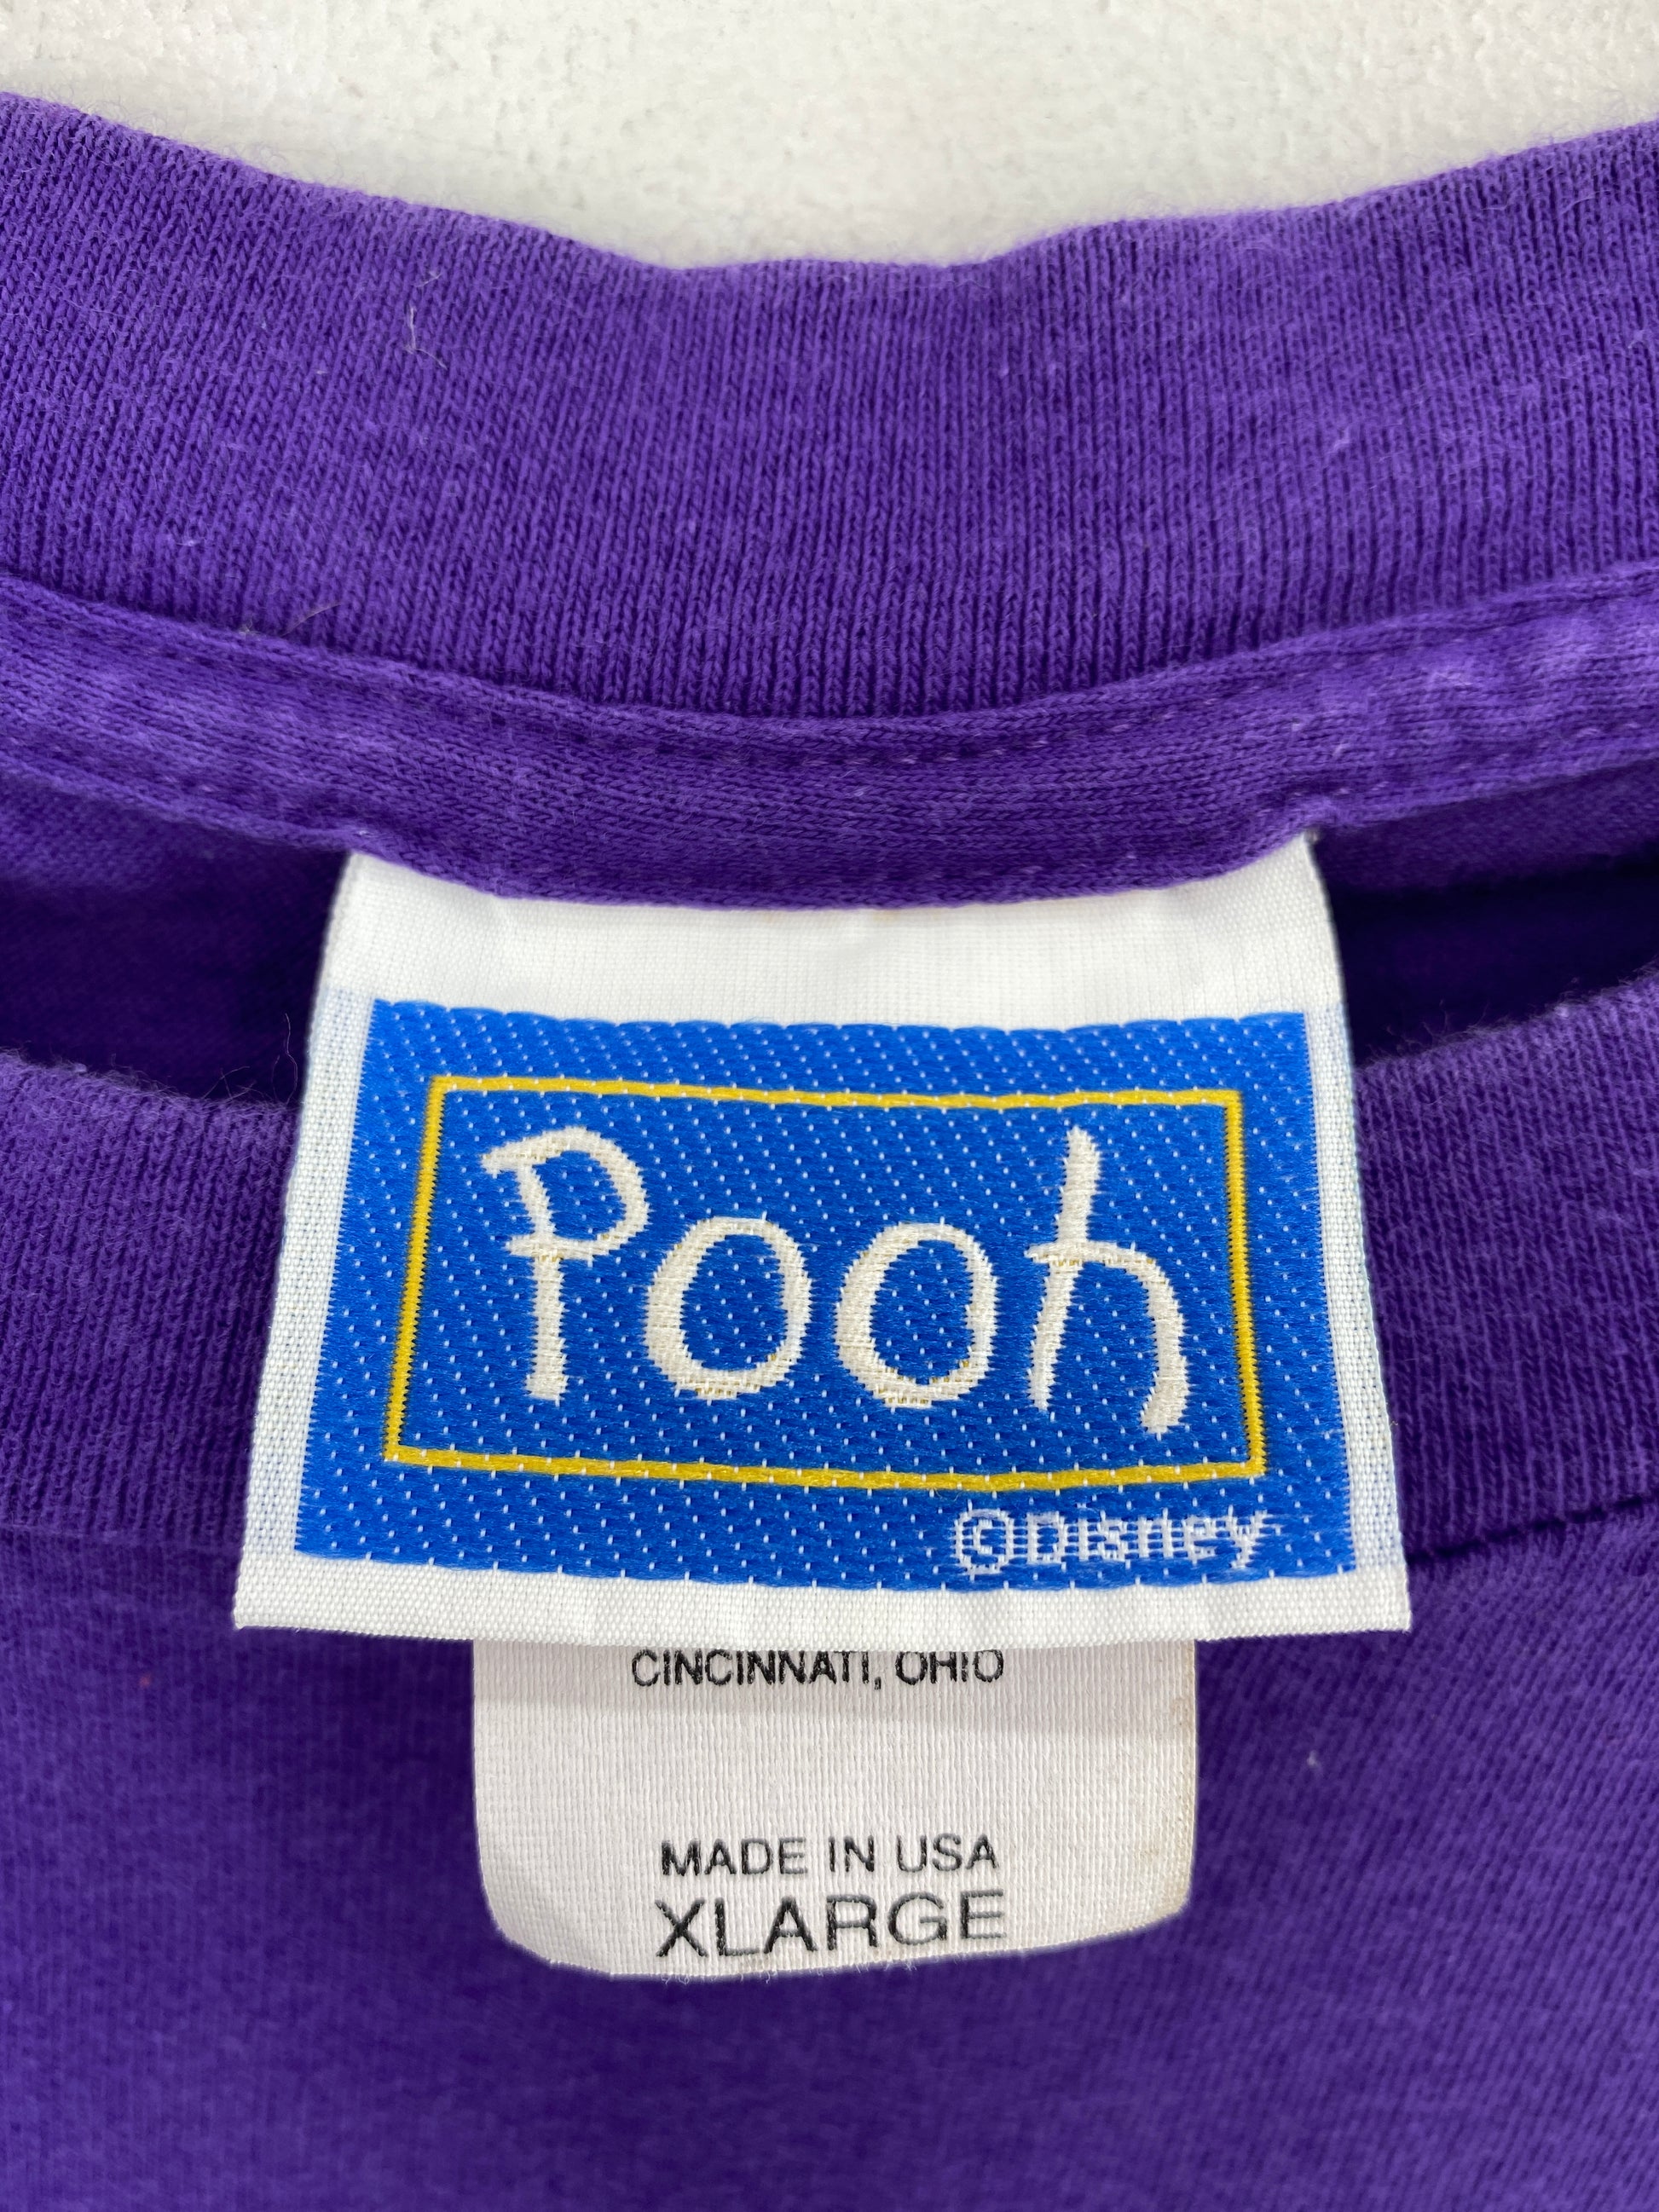 Pooh
©Disney
CINCINNATI, OHIO
MADE IN USA
XLARGE